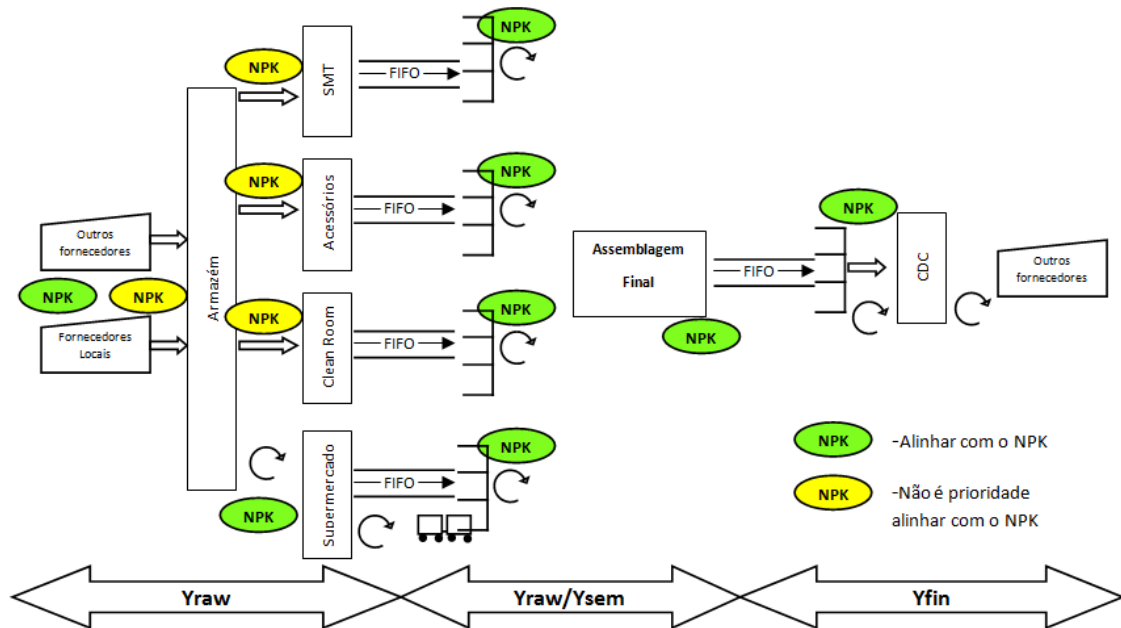 NPK
NPK
SMT
FIFO
NPK
Acessórios
FIFO
NPK
NPK
Outros
fornecedores
NPK
NPK
Fornecedores
Locais
Armazém
NPK
Clean Room
FIFO
NPK
Supermercado
NPK
FIFO
NPK
Assemblagem
Final
NPK
FIFO
NPK
CDC
Outros
fornecedores
NPK
-Alinhar com o NPK
NPK
-Não é prioridade
alinhar com o NPK
Yraw
Yraw/Ysem
Yfin